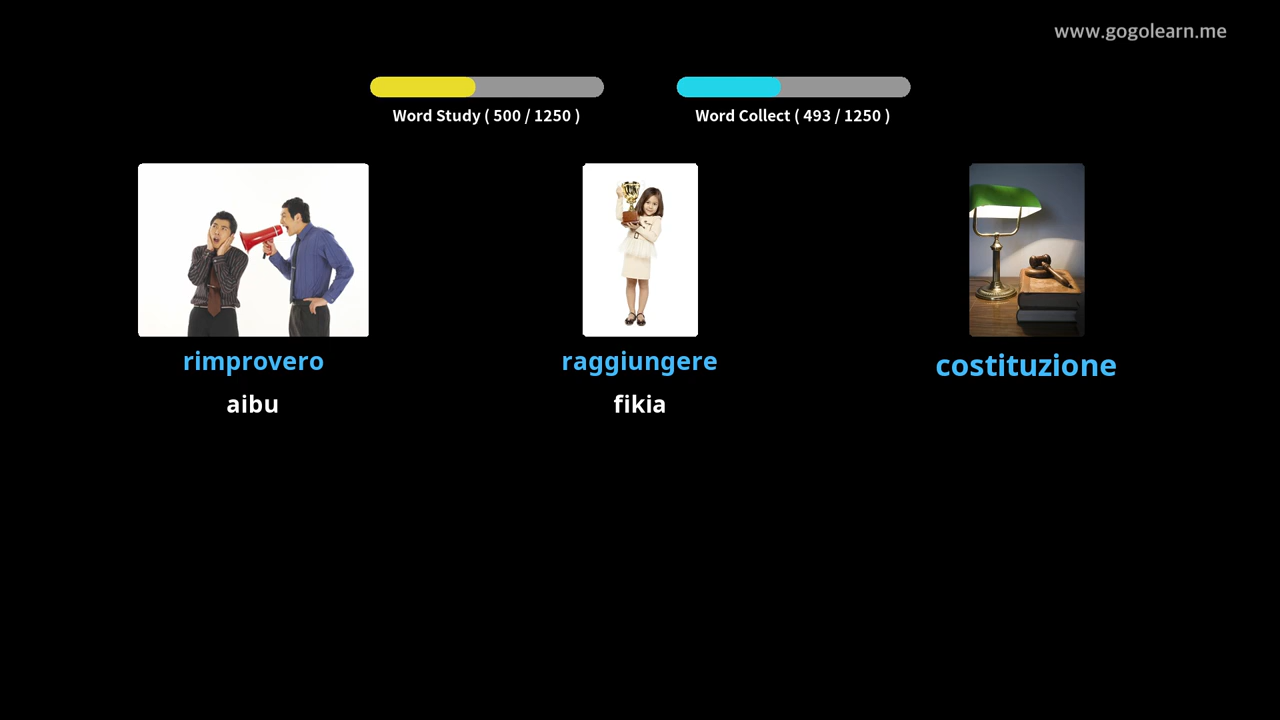 www.gogolearn.me
Word Study ( 500 / 1250 )
Word Collect ( 493 / 1250 )
rimprovero
aibu
raggiungere
fikia
costituzione